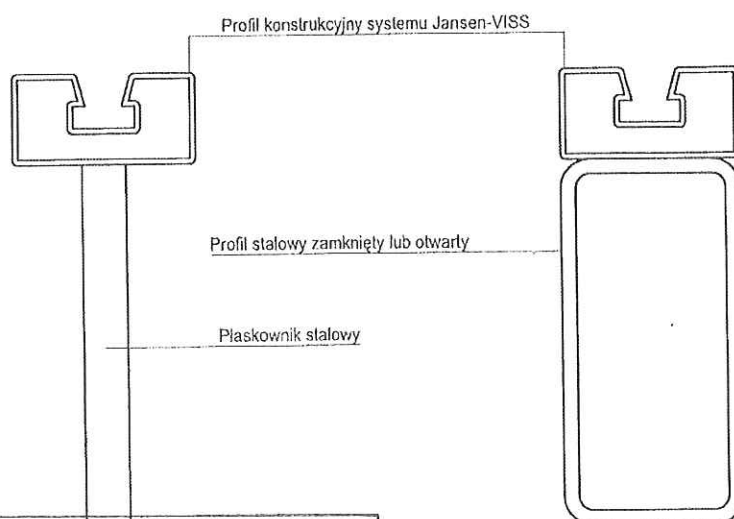 Profil konstrukcyjny systemu Jansen-VISS
Profil stalowy zamknięty lub otwarty
Płaskownik stalowy